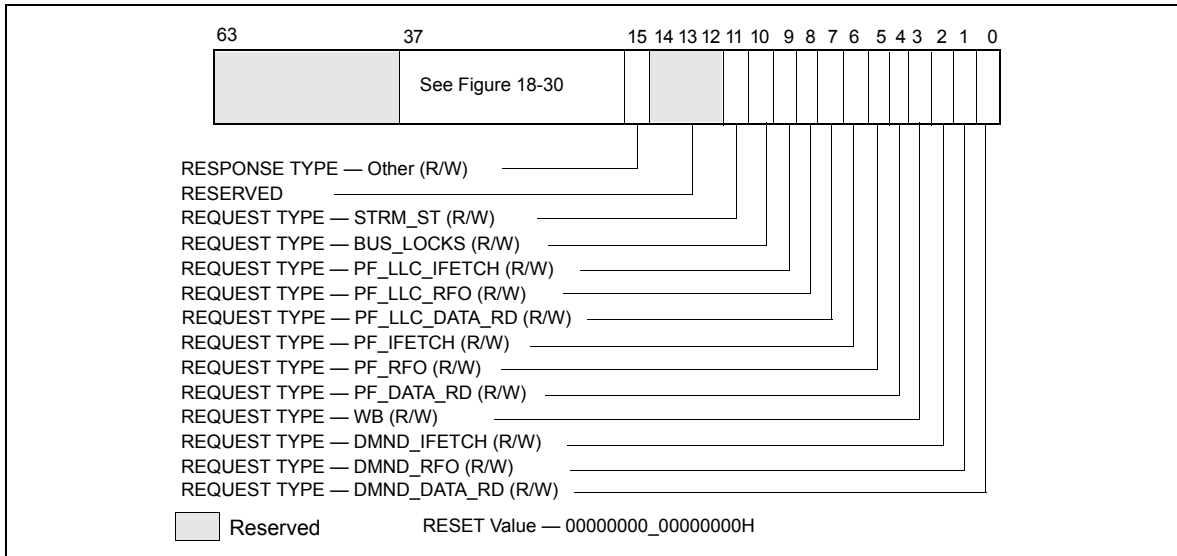 63 37 15 14 13 12 11 10 9 8 7 6 5 4 3 2 1 0
See Figure 18-30
RESPONSE TYPE — Other (R/W)
RESERVED
REQUEST TYPE — STRM_ST (R/W)
REQUEST TYPE — BUS_LOCKS (R/W)
REQUEST TYPE — PF_LLC_IFETCH (R/W)
REQUEST TYPE — PF_LLC_RFO (R/W)
REQUEST TYPE — PF_LLC_DATA_RD (R/W)
REQUEST TYPE — PF_IFETCH (R/W)
REQUEST TYPE — PF_RFO (R/W)
REQUEST TYPE — PF_DATA_RD (R/W)
REQUEST TYPE — WB (R/W)
REQUEST TYPE — DMND_IFETCH (R/W)
REQUEST TYPE — DMND_RFO (R/W)
REQUEST TYPE — DMND_DATA_RD (R/W)
Reserved RESET Value — 00000000_00000000H